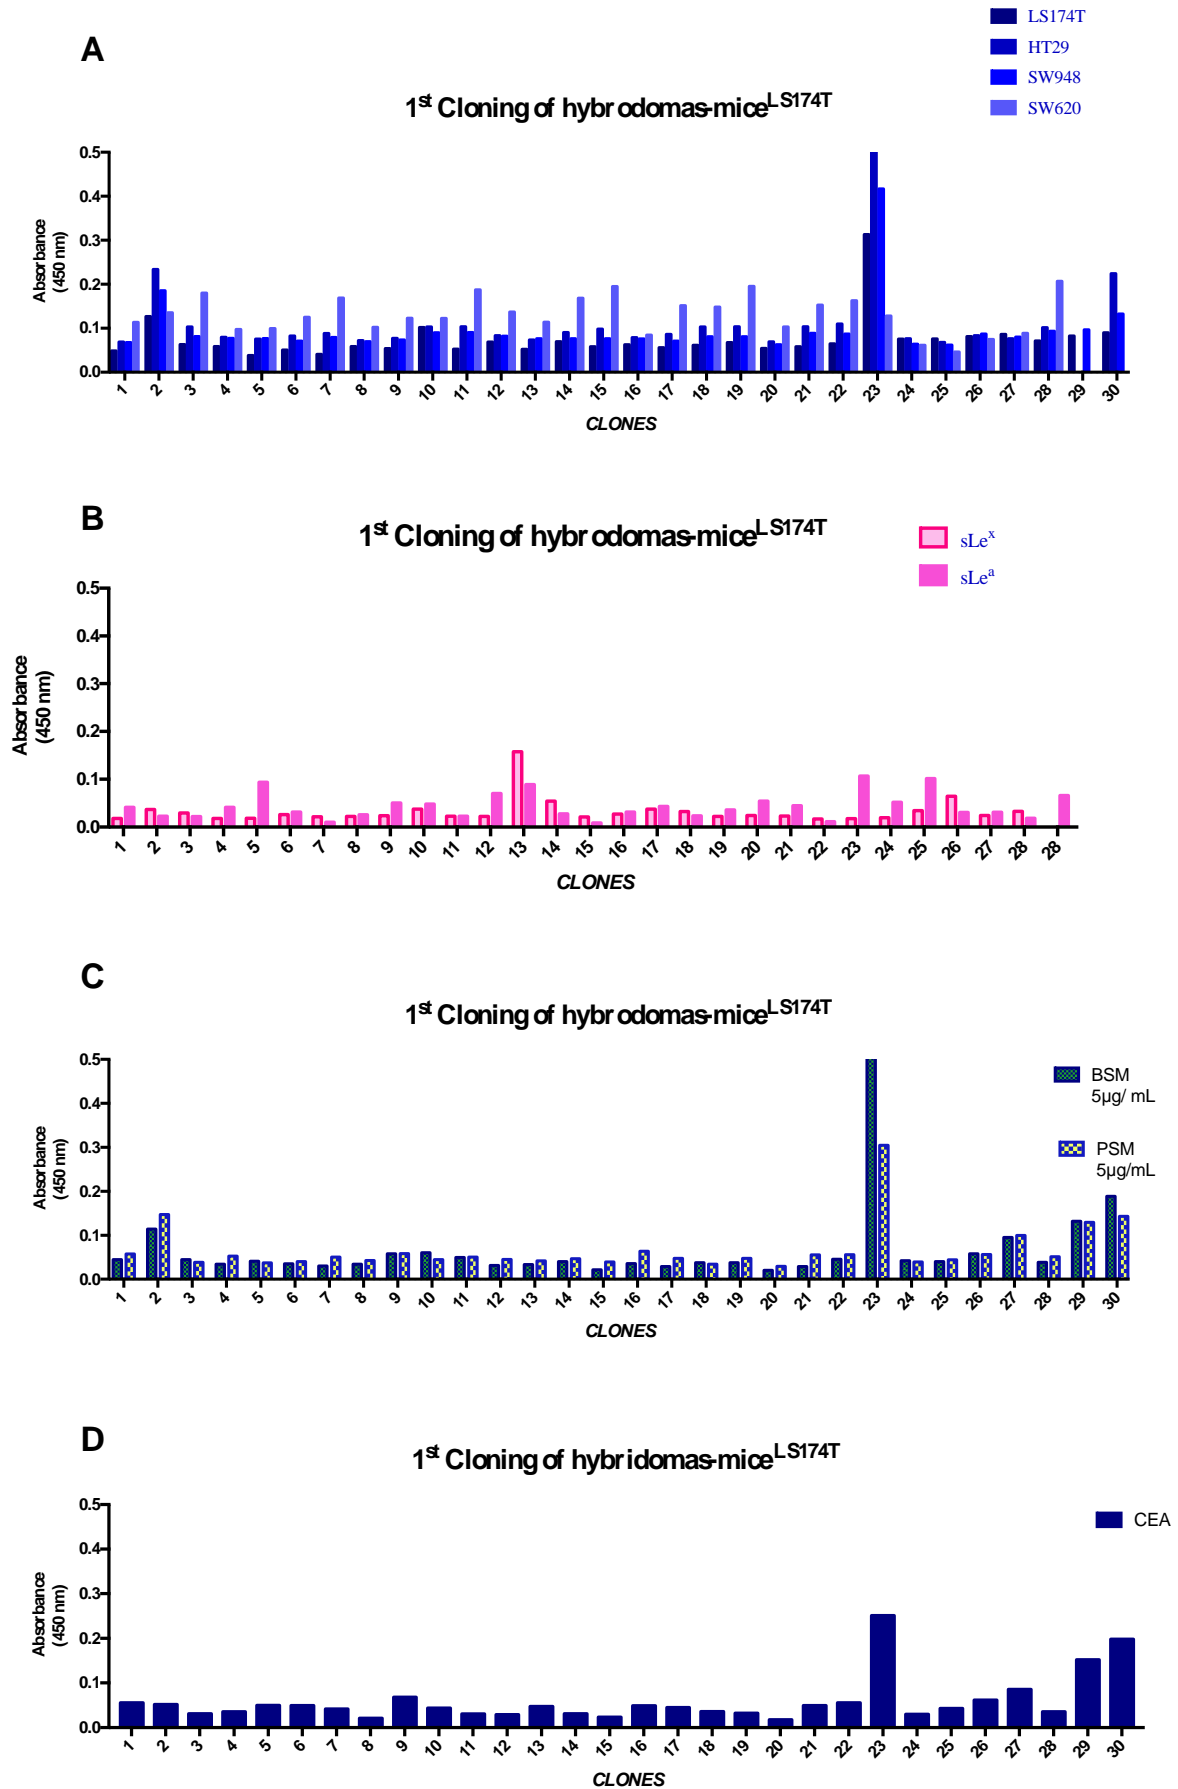 LS174T
HT29
SW948
SW620
A
1st Cloning of hybrodomas-miceLS174T
Absorbance
(450 nm)
0.5
0.4
0.3
0.2
0.1
0.0
1 2 3 4 5 6 7 8 9 10 11 12 13 14 15 16 17 18 19 20 21 22 23 24 25 26 27 28 29 30
CLONES
B
1st Cloning of hybrodomas-miceLS174T
sLex
sLea
Absorbance
(450 nm)
0.5
0.4
0.3
0.2
0.1
0.0
1 2 3 4 5 6 7 8 9 10 11 12 13 14 15 16 17 18 19 20 21 22 23 24 25 26 27 28 28
CLONES
C
1st Cloning of hybrodomas-miceLS174T
BSM
5µg/ mL
PSM
5µg/mL
Absorbance
(450 nm)
0.5
0.4
0.3
0.2
0.1
0.0
1 2 3 4 5 6 7 8 9 10 11 12 13 14 15 16 17 18 19 20 21 22 23 24 25 26 27 28 29 30
CLONES
D
1st Cloning of hybridomas-miceLS174T
CEA
Absorbance
(450 nm)
0.5
0.4
0.3
0.2
0.1
0.0
1 2 3 4 5 6 7 8 9 10 11 12 13 14 15 16 17 18 19 20 21 22 23 24 25 26 27 28 29 30
CLONES